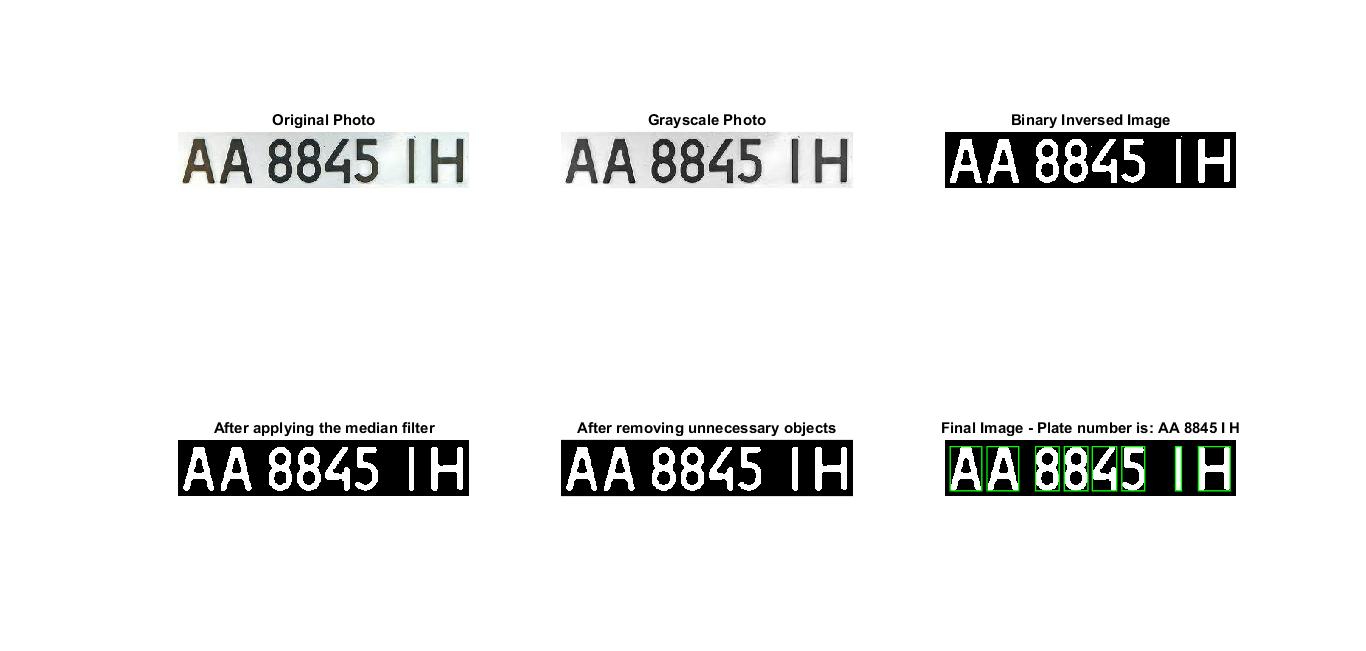 Original Photo
AA 8845 IH
Grayscale Photo
AA 8845 IH
Binary Inversed Image
AA 8845 IH
After applying the median filter
AA 8845 IH
After removing unnecessary objects
AA 8845 IH
Final Image - Plate number is: AA 8845 I H
AA 8845 IH